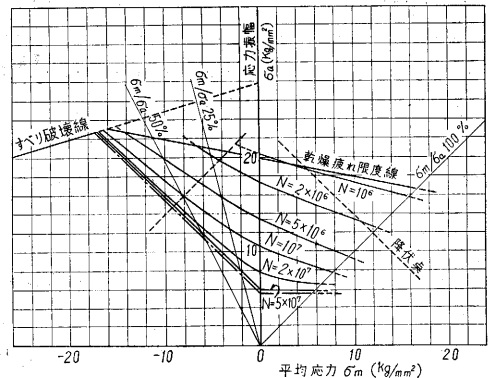 応力振幅 σa (Kg/mm²)
σm/σa 50%
σm/σa 25%
すべり破壊線
20
乾燥疲れ限度線
σm/σa 100%
N=10⁶
N=2×10⁶
N=5×10⁶
降伏点
N=10⁷
10
N=2×10⁷
N=5×10⁷
-20
-10
0
10
20
平均応力 σm (Kg/mm²)